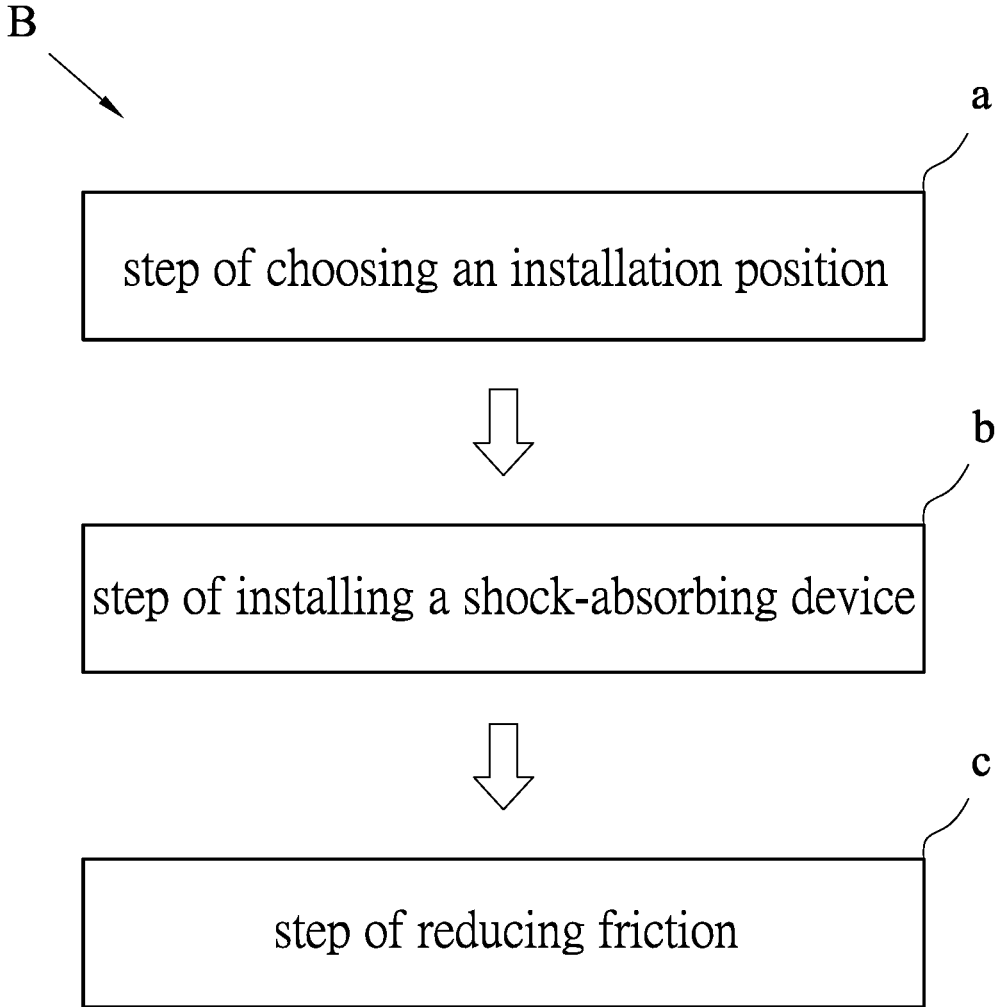 B
a
step of choosing an installation position
b
step of installing a shock-absorbing device
c
step of reducing friction